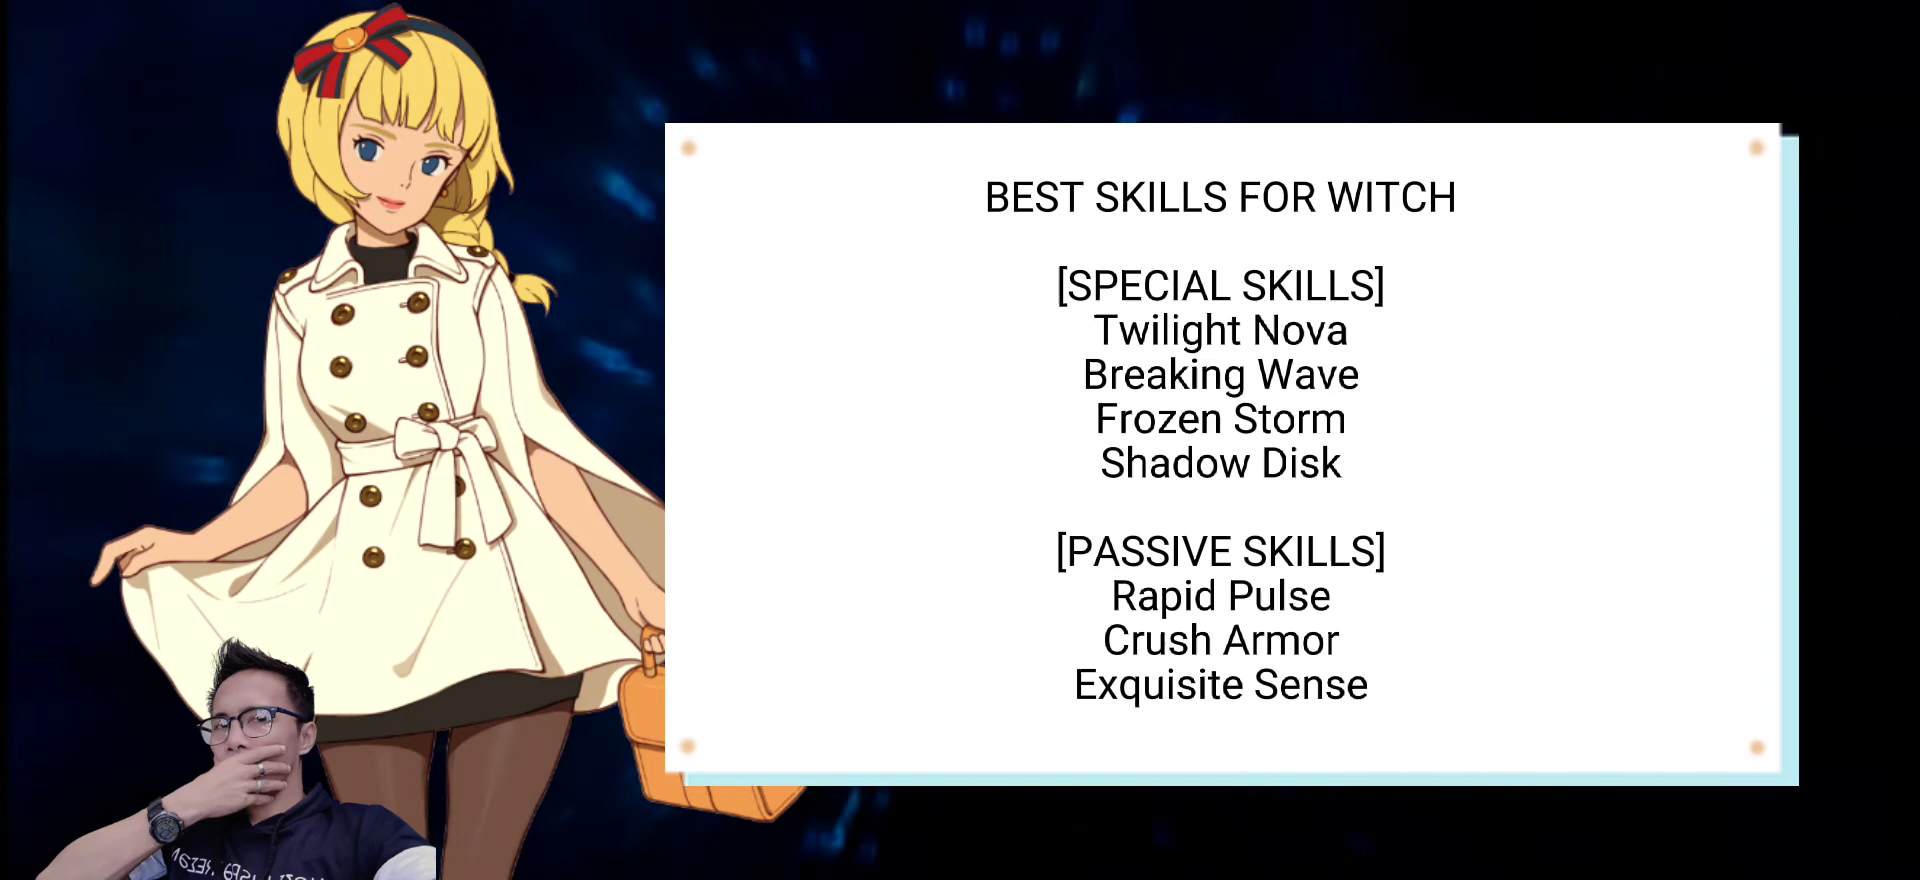 BEST SKILLS FOR WITCH
[SPECIAL SKILLS]
Twilight Nova
Breaking Wave
Frozen Storm
Shadow Disk
[PASSIVE SKILLS]
Rapid Pulse
Crush Armor
Exquisite Sense